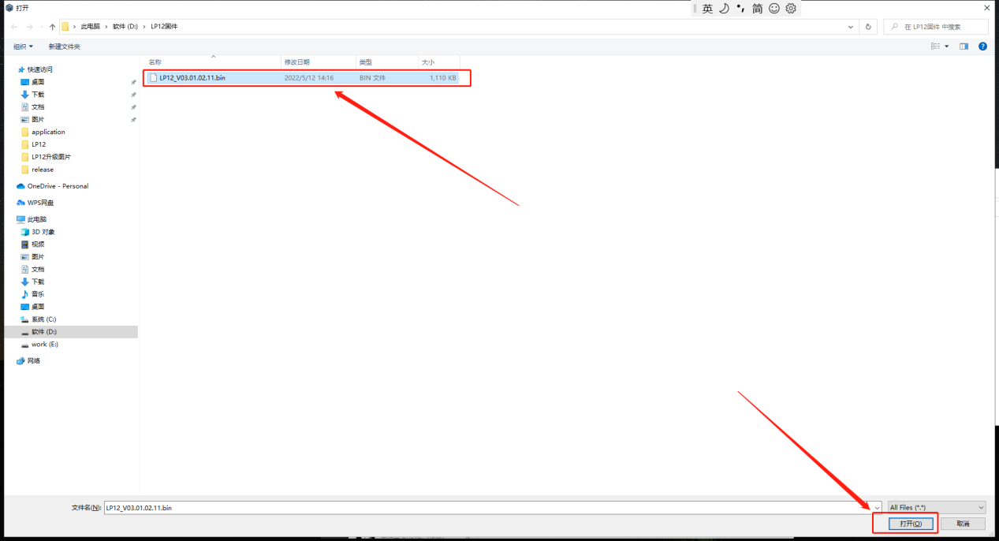 打开
英 简
此电脑 › 软件 (D:) › LP12固件
在 LP12固件 中搜索
组织 新建文件夹
名称 修改日期 类型 大小
LP12_V03.01.02.11.bin 2022/5/12 14:16 BIN 文件 1,110 KB
快速访问
桌面
下载
文档
图片
application
LP12
LP12升级图片
release
OneDrive - Personal
WPS网盘
此电脑
3D 对象
视频
图片
文档
下载
音乐
桌面
系统 (C:)
软件 (D:)
work (E:)
网络
文件名(N): LP12_V03.01.02.11.bin
All Files (*.*)
打开(O) 取消